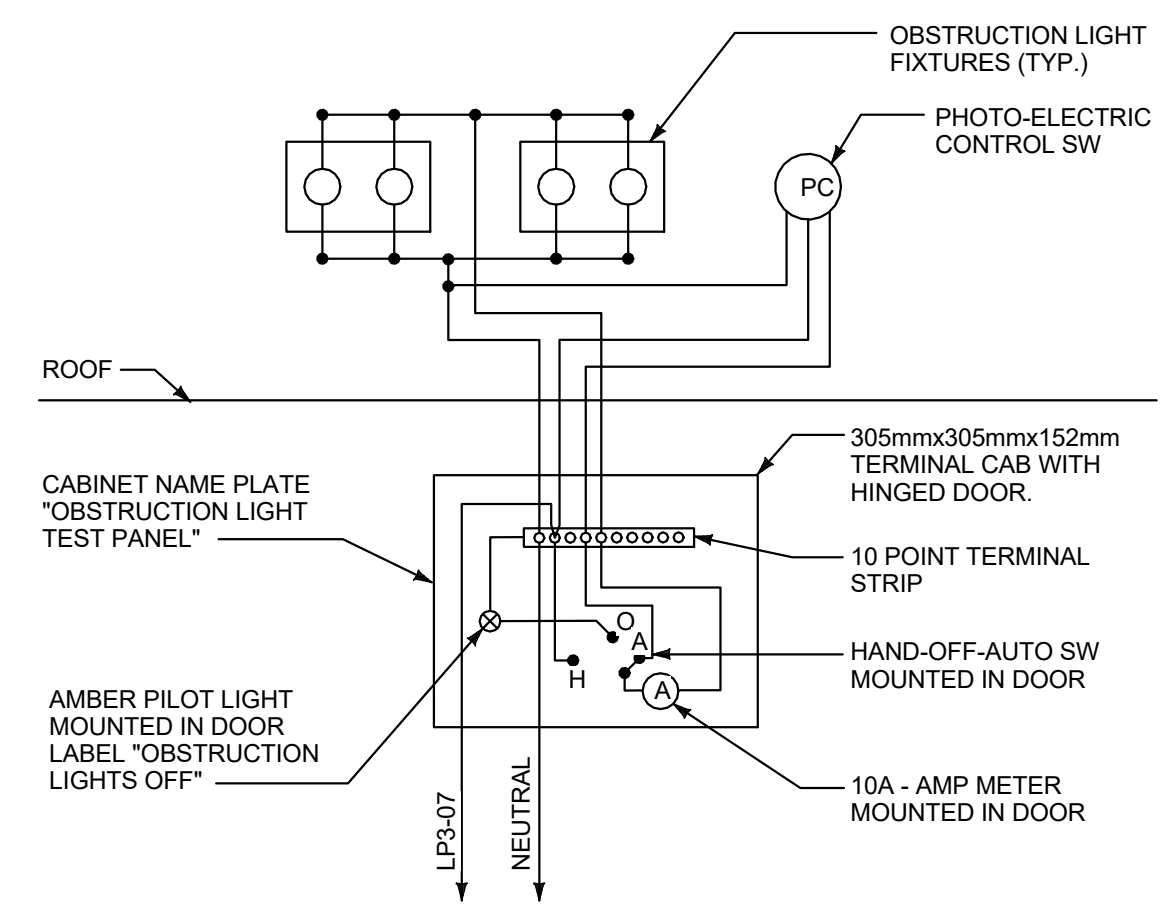 OBSTRUCTION LIGHT
FIXTURES (TYP.)
PHOTO-ELECTRIC
CONTROL SW
PC
ROOF
305mmx305mmx152mm
TERMINAL CAB WITH
HINGED DOOR.
CABINET NAME PLATE
"OBSTRUCTION LIGHT
TEST PANEL"
10 POINT TERMINAL
STRIP
O
A
H
A
HAND-OFF-AUTO SW
MOUNTED IN DOOR
AMBER PILOT LIGHT
MOUNTED IN DOOR
LABEL "OBSTRUCTION
LIGHTS OFF"
10A - AMP METER
MOUNTED IN DOOR
LP3-07
NEUTRAL